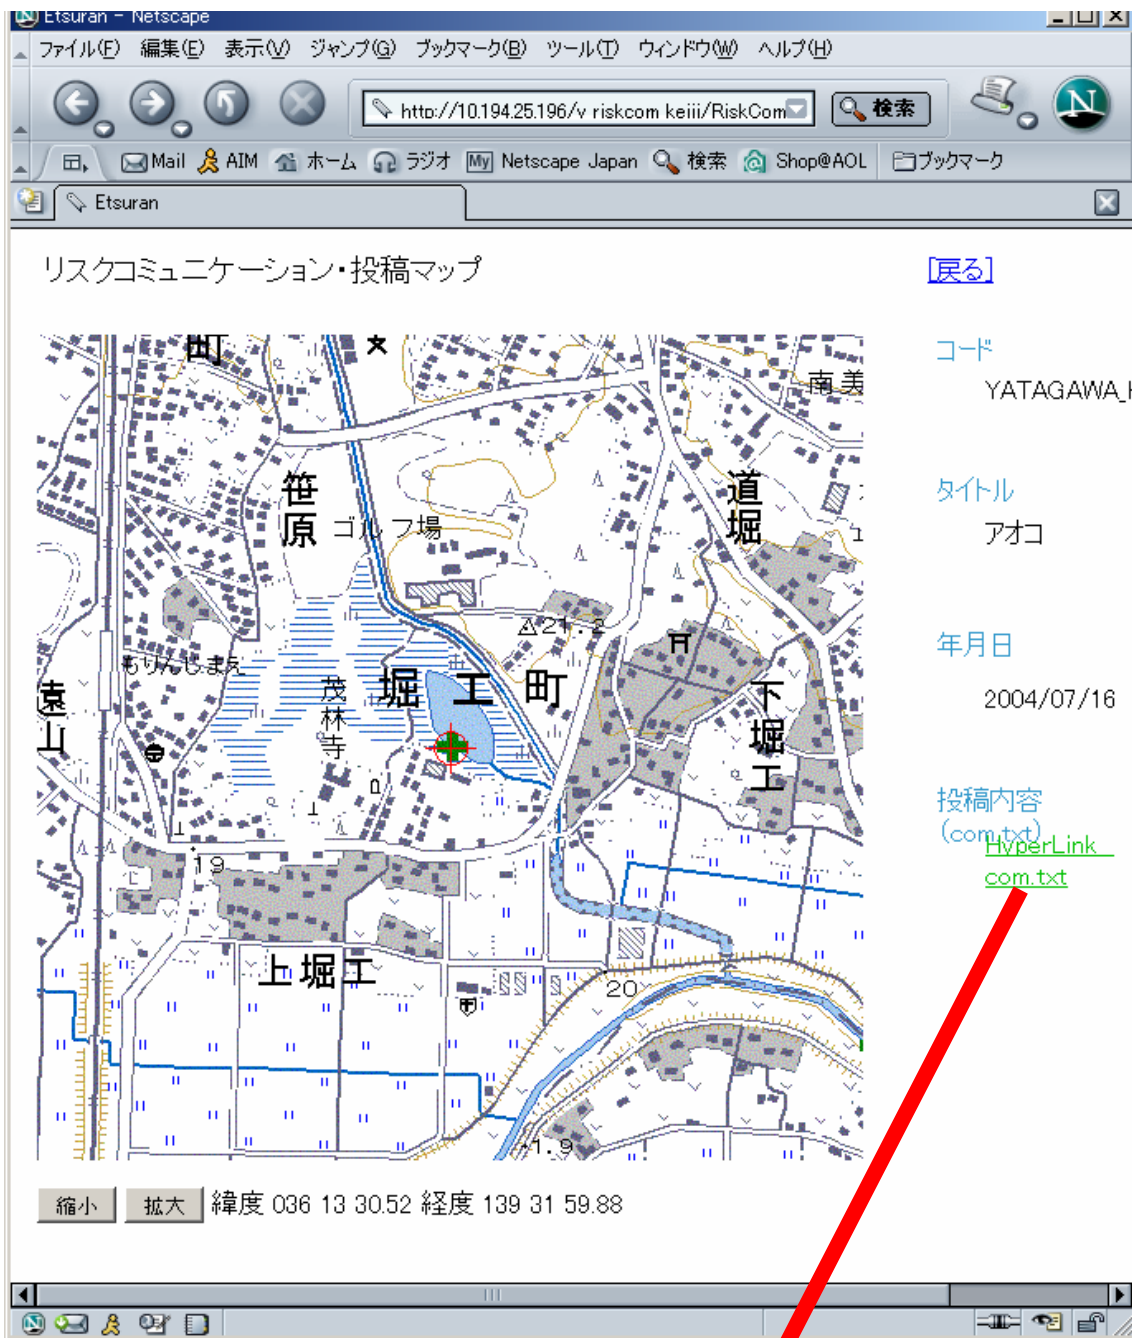 Etsuran - Netscape
ファイル(F) 編集(E) 表示(V) ジャンプ(G) ブックマーク(B) ツール(T) ウィンドウ(W) ヘルプ(H)
http://10.194.25.196/v riskcom keiii/RiskCom
検索
Mail AIM ホーム ラジオ My Netscape Japan 検索 Shop@AOL ブックマーク
Etsuran
リスクコミュニケーション・投稿マップ
[戻る]
町
南美
笹原
ゴルフ場
道堀
21.2
もりんじまえ
茂林寺
堀工町
遠山
下堀工
19
上堀工
20
1.9
コード
YATAGAWA_
タイトル
アオコ
年月日
2004/07/16
投稿内容
(com.txt)
HyperLink
com.txt
縮小 拡大 緯度 036 13 30.52 経度 139 31 59.88